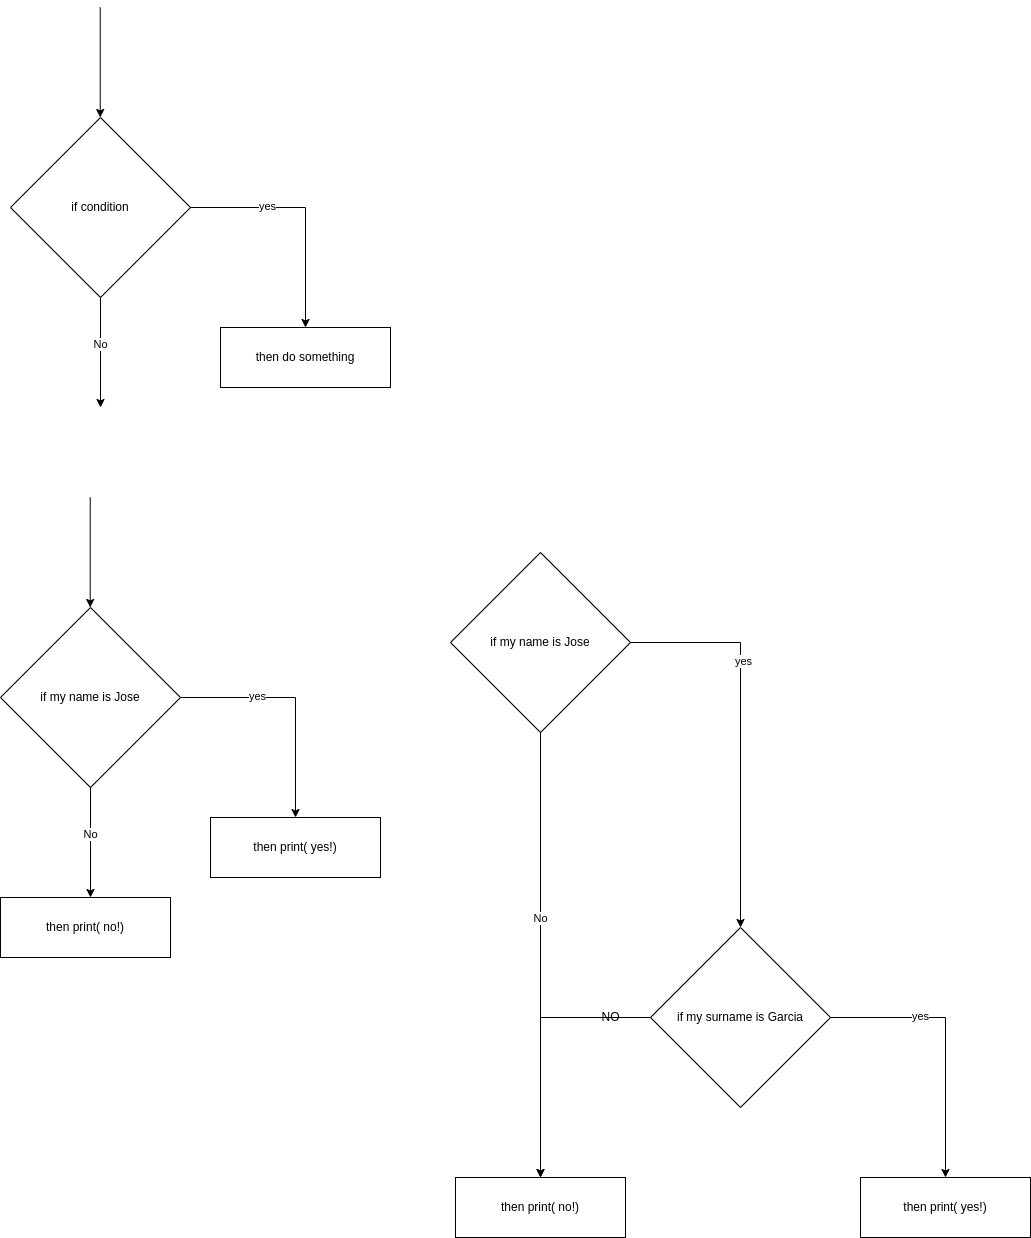 if condition
yes
No
then do something
if my name is Jose
yes
No
then print( yes!)
then print( no!)
if my name is Jose
yes
No
NO
if my surname is Garcia
yes
then print( no!)
then print( yes!)